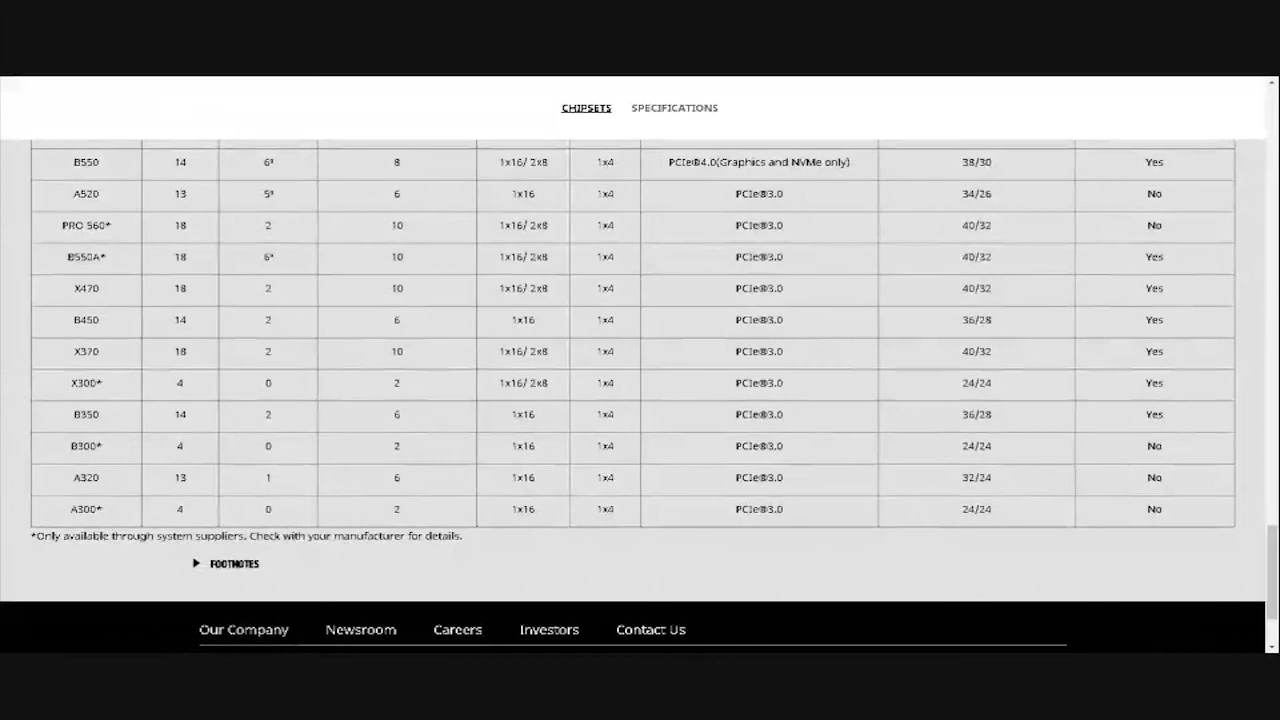 CHIPSETS SPECIFICATIONS
B550 14 6³ 8 1x16/ 2x8 1x4 PCIe®4.0(Graphics and NVMe only) 38/30 Yes
A520 13 5³ 6 1x16 1x4 PCIe®3.0 34/26 No
PRO 560* 18 2 10 1x16/ 2x8 1x4 PCIe®3.0 40/32 No
B550A* 18 6³ 10 1x16/ 2x8 1x4 PCIe®3.0 40/32 Yes
X470 18 2 10 1x16/ 2x8 1x4 PCIe®3.0 40/32 Yes
B450 14 2 6 1x16 1x4 PCIe®3.0 36/28 Yes
X370 18 2 10 1x16/ 2x8 1x4 PCIe®3.0 40/32 Yes
X300* 4 0 2 1x16/ 2x8 1x4 PCIe®3.0 24/24 Yes
B350 14 2 6 1x16 1x4 PCIe®3.0 36/28 Yes
B300* 4 0 2 1x16 1x4 PCIe®3.0 24/24 No
A320 13 1 6 1x16 1x4 PCIe®3.0 32/24 No
A300* 4 0 2 1x16 1x4 PCIe®3.0 24/24 No
*Only available through system suppliers. Check with your manufacturer for details.
FOOTNOTES
Our Company Newsroom Careers Investors Contact Us